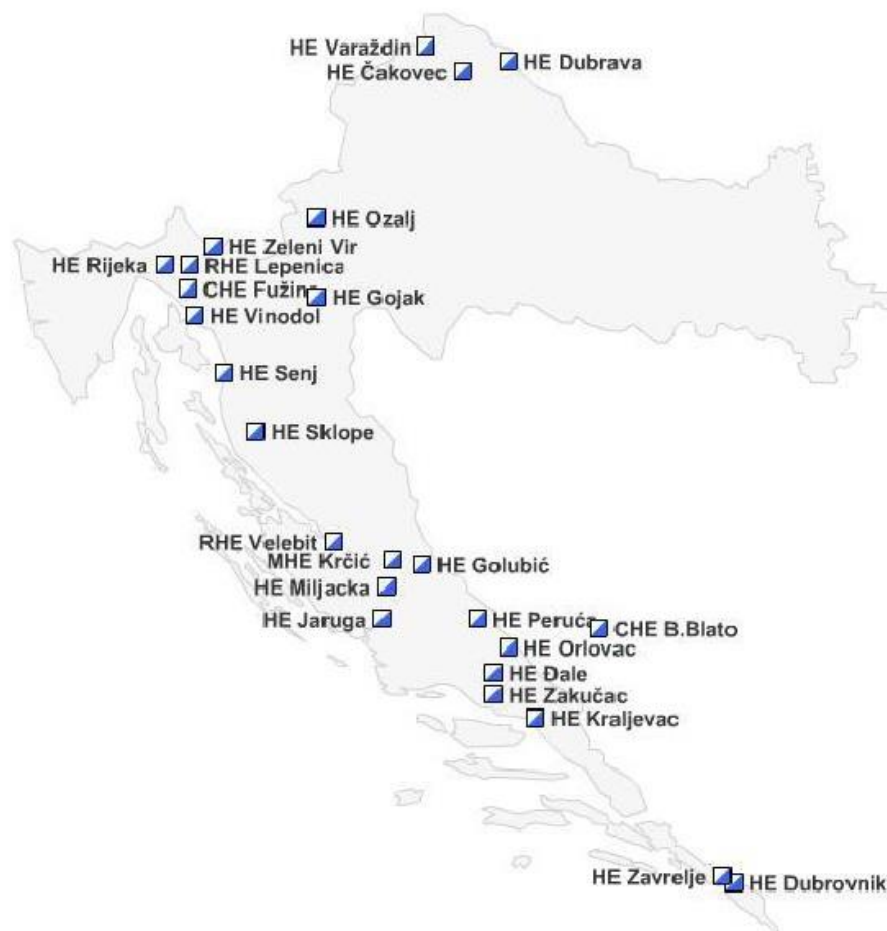 HE Varaždin
HE Dubrava
HE Čakovec
HE Ozalj
HE Zeleni Vir
HE Rijeka
RHE Lepenica
CHE Fužine
HE Gojak
HE Vinodol
HE Senj
HE Sklope
RHE Velebit
MHE Krčić
HE Golubić
HE Miljacka
HE Jaruga
HE Peruća
CHE B.Blato
HE Orlovac
HE Đale
HE Zakučac
HE Kraljevac
HE Zavrelje
HE Dubrovnik